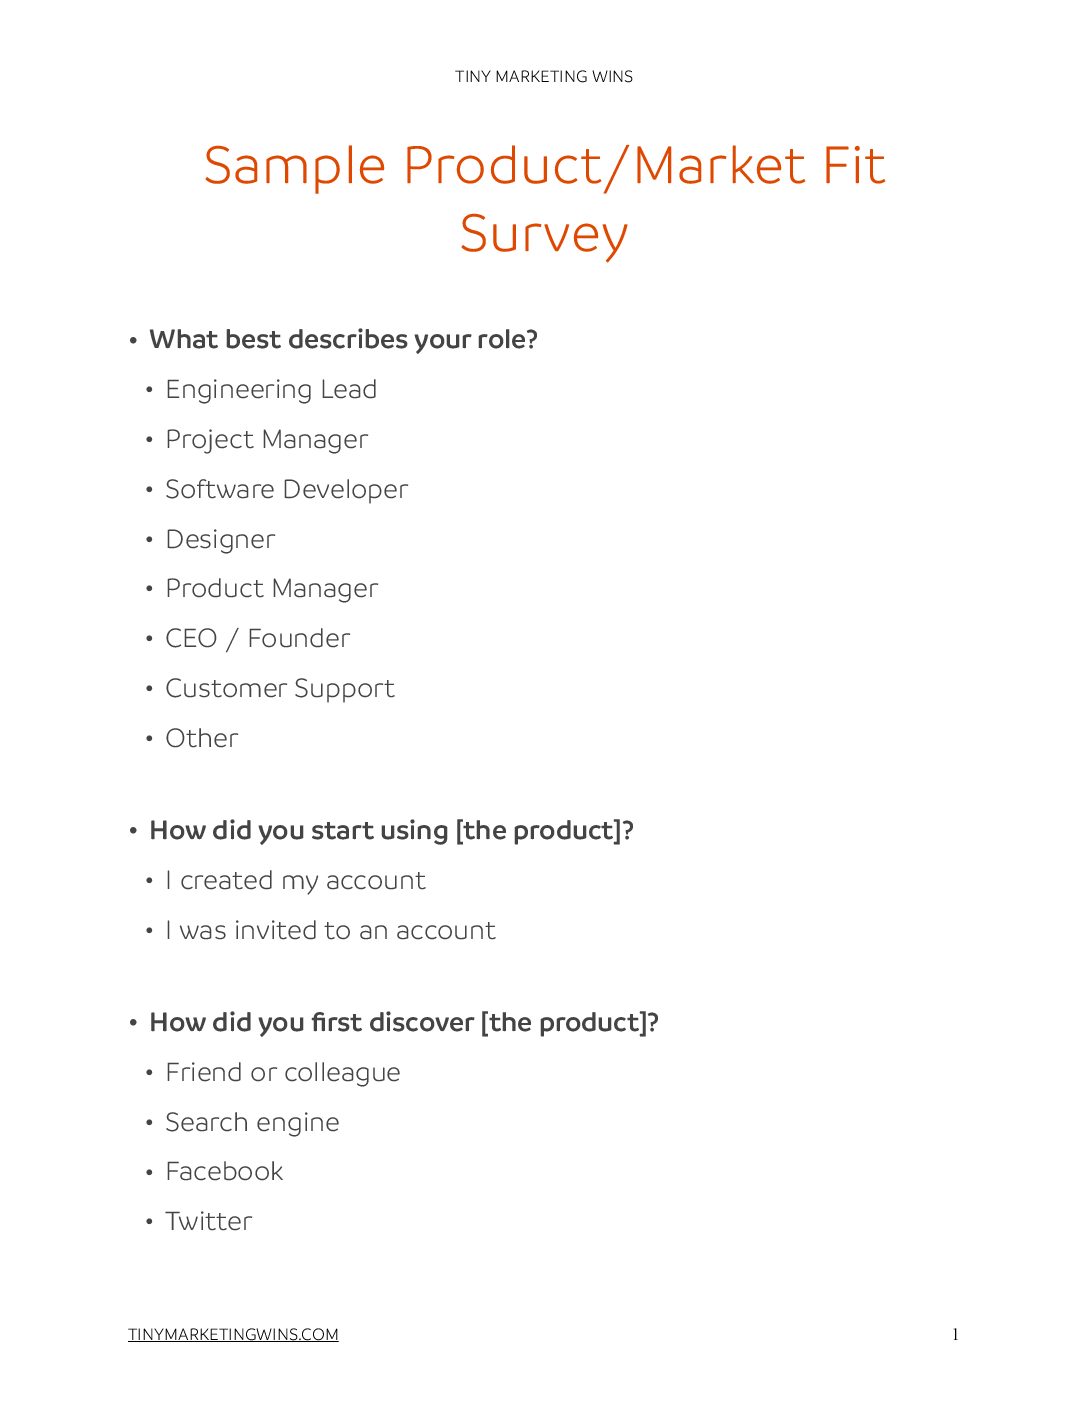 TINY MARKETING WINS
Sample Product/Market Fit
Survey
• What best describes your role?
• Engineering Lead
• Project Manager
• Software Developer
• Designer
• Product Manager
• CEO / Founder
• Customer Support
• Other
• How did you start using [the product]?
• I created my account
• I was invited to an account
• How did you first discover [the product]?
• Friend or colleague
• Search engine
• Facebook
• Twitter
TINYMARKETINGWINS.COM 1